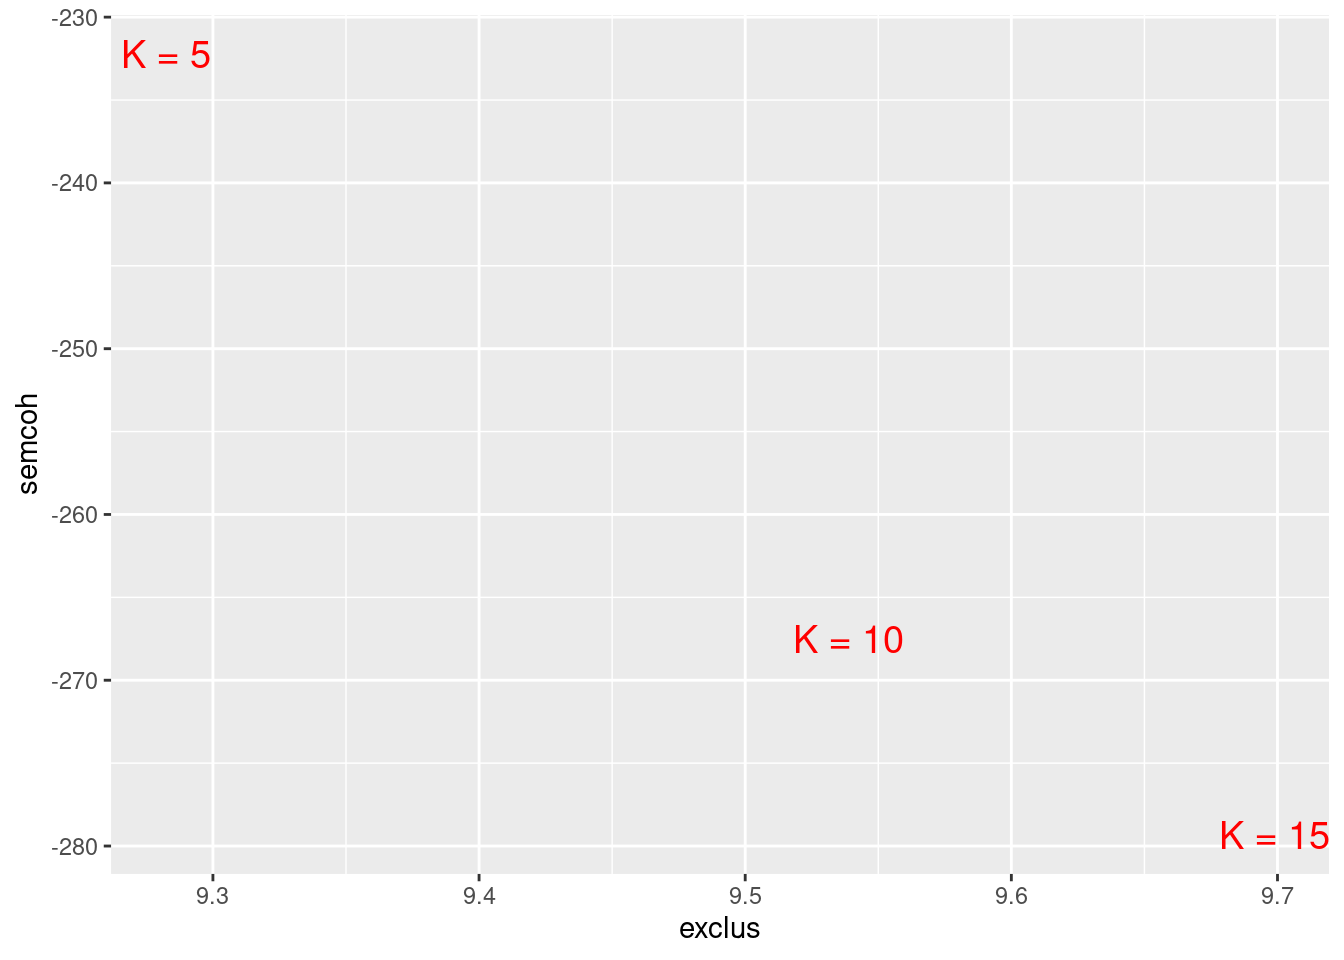 -230
K = 5
-240
-250
semcoh
-260
K = 10
-270
K = 15
-280
9.3 9.4 9.5 9.6 9.7
exclus